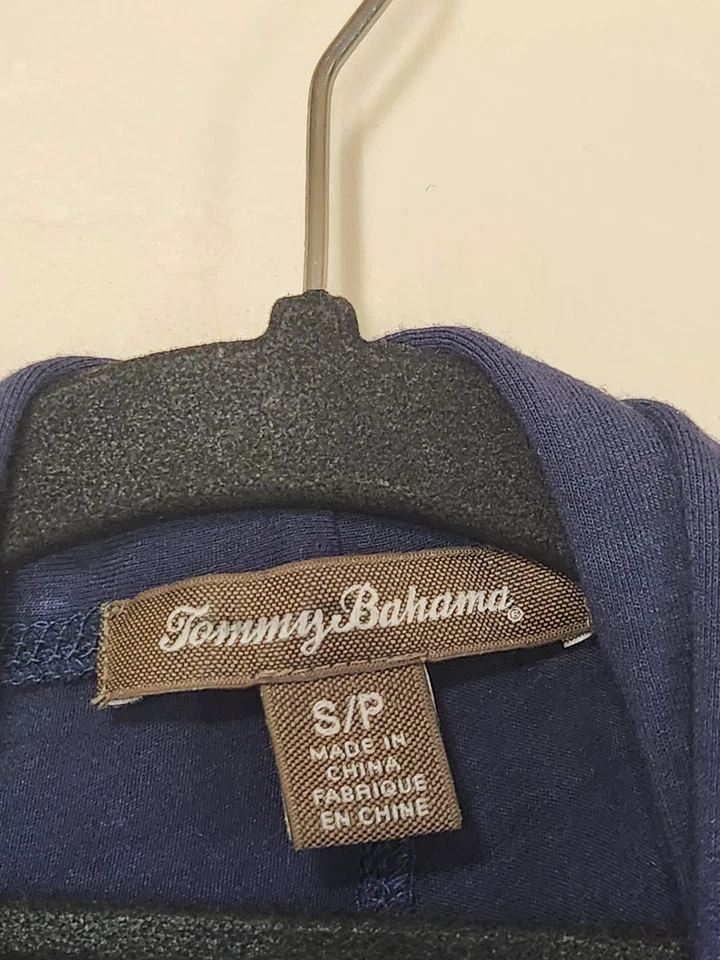 Tommy Bahama®
S/P
MADE IN
CHINA
FABRIQUE
EN CHINE